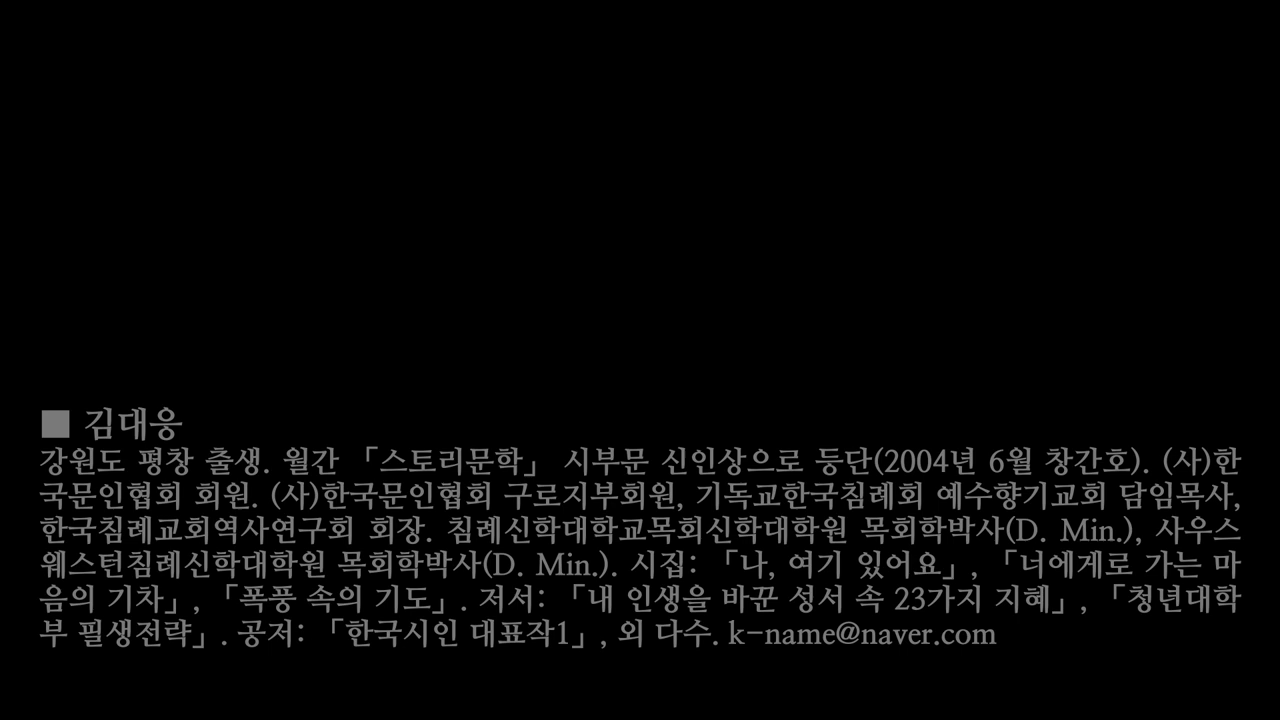 ■ 김대응
강원도 평창 출생. 월간 「스토리문학」 시부문 신인상으로 등단(2004년 6월 창간호). (사)한
국문인협회 회원. (사)한국문인협회 구로지부회원, 기독교한국침례회 예수향기교회 담임목사,
한국침례교회역사연구회 회장. 침례신학대학교목회신학대학원 목회학박사(D. Min.), 사우스
웨스턴침례신학대학원 목회학박사(D. Min.). 시집: 「나, 여기 있어요」, 「너에게로 가는 마
음의 기차」, 「폭풍 속의 기도」. 저서: 「내 인생을 바꾼 성서 속 23가지 지혜」, 「청년대학
부 필생전략」. 공저: 「한국시인 대표작1」, 외 다수. k-name@naver.com